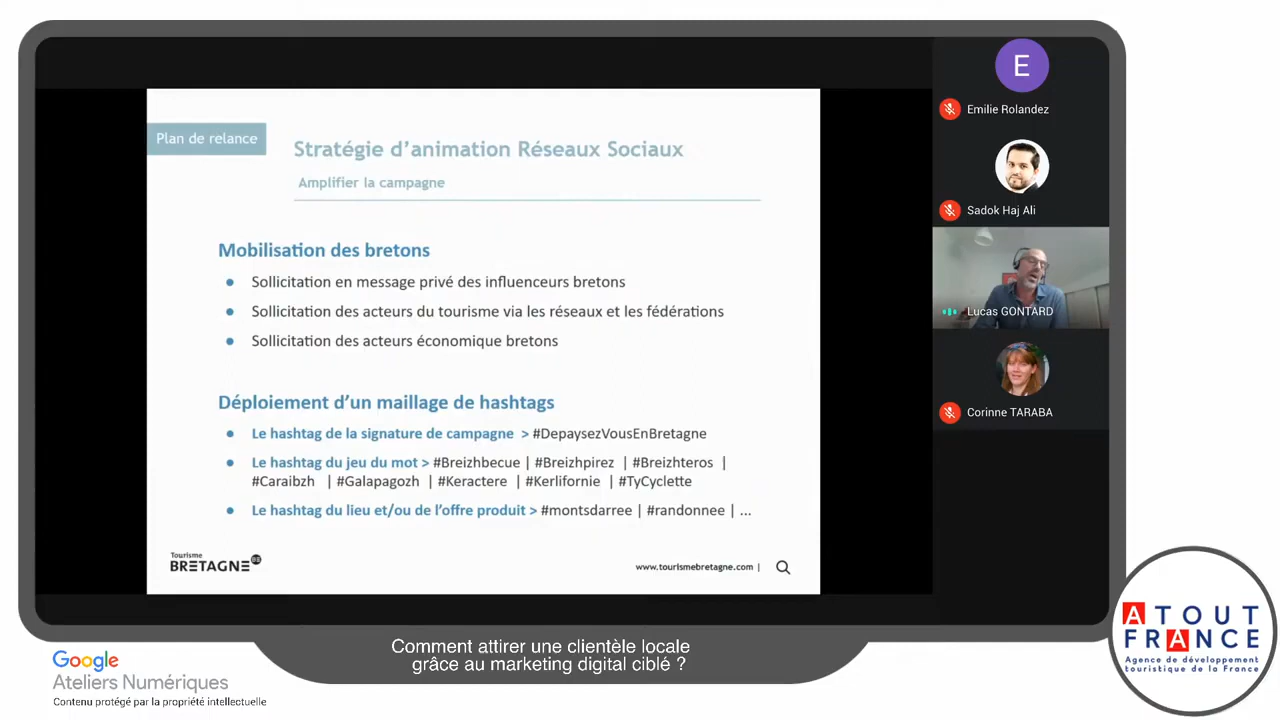 Plan de relance
Stratégie d’animation Réseaux Sociaux
Amplifier la campagne
Mobilisation des bretons
● Sollicitation en message privé des influenceurs bretons
● Sollicitation des acteurs du tourisme via les réseaux et les fédérations
● Sollicitation des acteurs économique bretons
Déploiement d’un maillage de hashtags
● Le hashtag de la signature de campagne > #DepaysezVousEnBretagne
● Le hashtag du jeu du mot > #Breizhbecue | #Breizhpirez | #Breizhteros |
#Caraibzh | #Galapagozh | #Keractere | #Kerlifornie | #TyCyclette
● Le hashtag du lieu et/ou de l’offre produit > #montsdarree | #randonnee | ...
Tourisme
BRETAGNE
www.tourismebretagne.com |
E
Emilie Rolandez
Sadok Haj Ali
Lucas GONTARD
Corinne TARABA
Comment attirer une clientèle locale
grâce au marketing digital ciblé ?
Google
Ateliers Numériques
Contenu protégé par la propriété intellectuelle
ATOUT
FRANCE
Agence de développement
touristique de la France